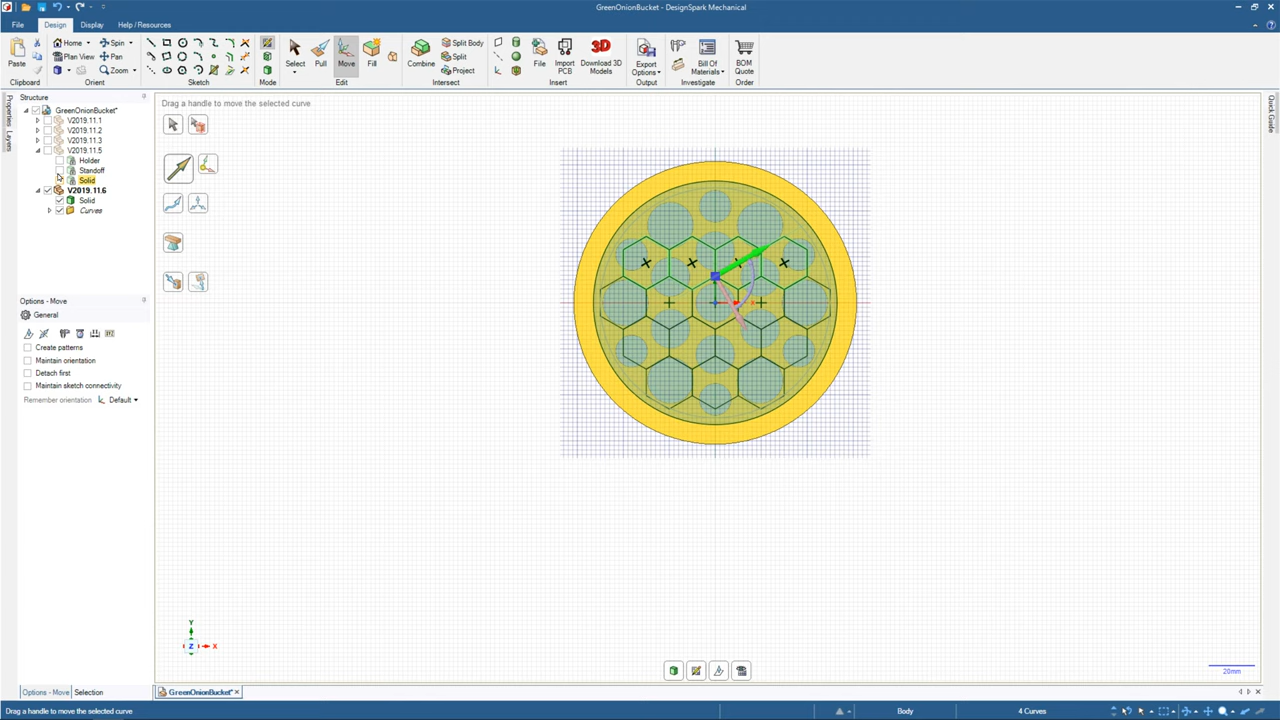 GreenOnionBucket* - DesignSpark Mechanical
File Design Display Help / Resources
Home Spin
Plan View Pan
Zoom
Paste
Select Pull Move Fill
Combine
Split Body
Split
Project
File Import PCB Download 3D Models
3D
Export Options
Bill Of Materials
BOM Quote
Clipboard Orient Sketch Mode Edit Intersect Insert Output Investigate Order
Structure
GreenOnionBucket*
V2019.11.1
V2019.11.2
V2019.11.3
V2019.11.5
Holder
Standoff
Solid
V2019.11.6
Solid
Curves
Properties
Layers
Options - Move
General
Create patterns
Maintain orientation
Detach first
Maintain sketch connectivity
Remember orientation Default
Drag a handle to move the selected curve
Quick Guide
X
Y
Z X
20mm
Options - Move Selection GreenOnionBucket*
Drag a handle to move the selected curve Body 4 Curves